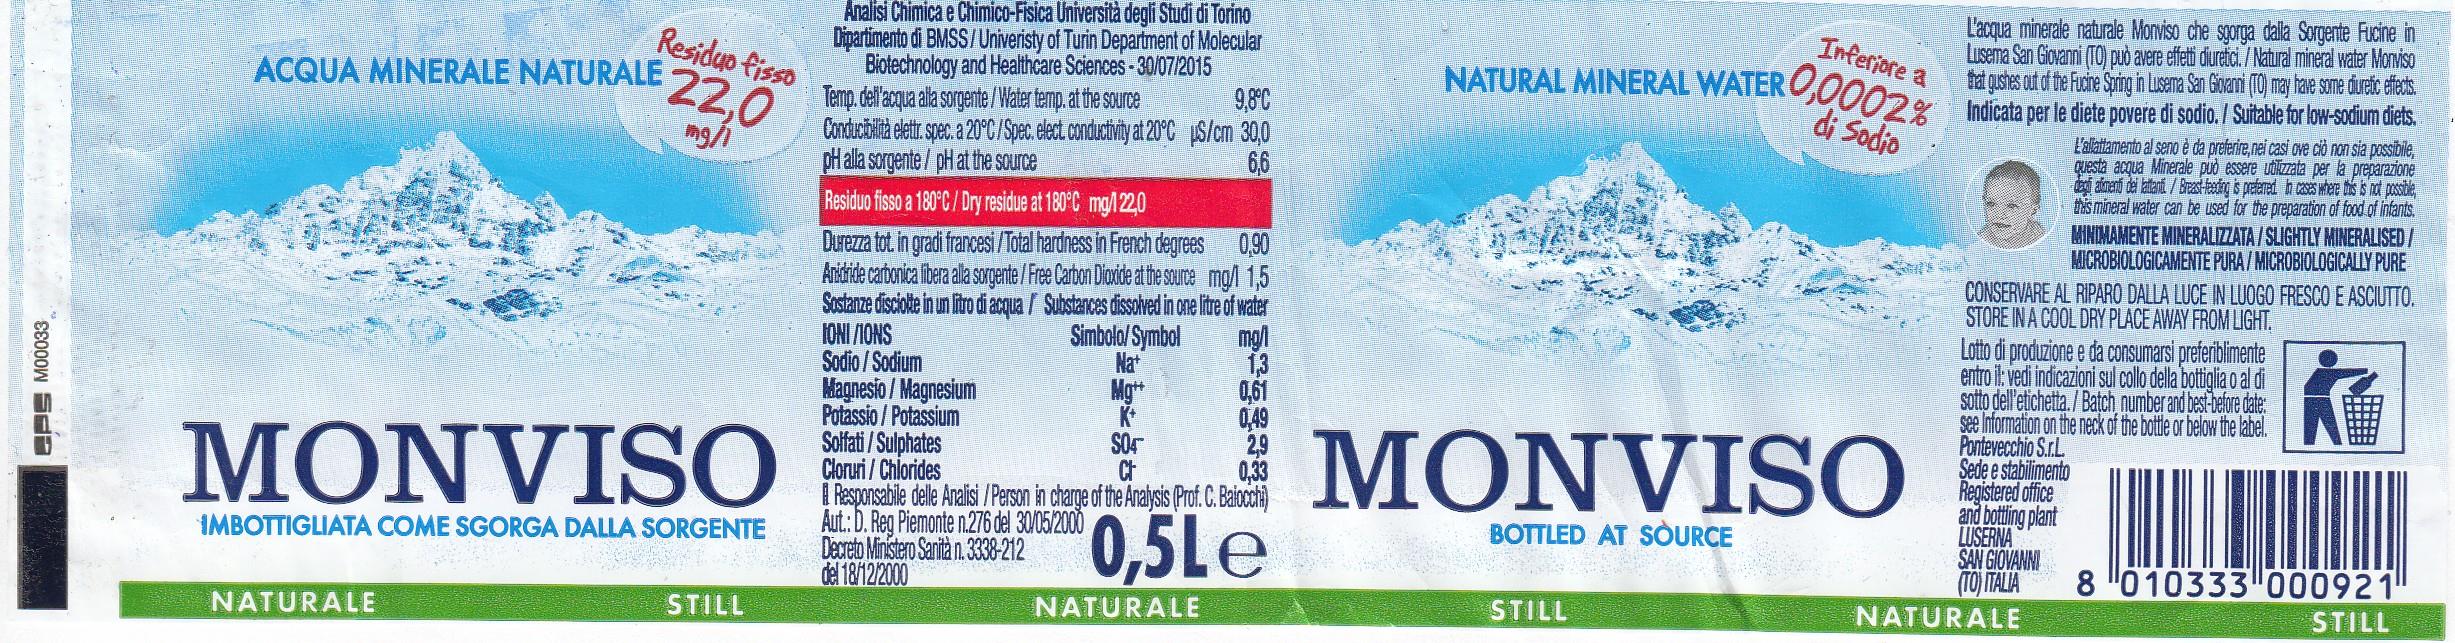 CPS M00033
ACQUA MINERALE NATURALE
Residuo fisso
22,0
mg/l
MONVISO
IMBOTTIGLIATA COME SGORGA DALLA SORGENTE
Analisi Chimica e Chimico-Fisica Università degli Studi di Torino
Dipartimento di BMSS / Univeristy of Turin Department of Molecular
Biotechnology and Healthcare Sciences - 30/07/2015
Temp. dell'acqua alla sorgente / Water temp. at the source 9,8°C
Conducibilità elettr. spec. a 20°C / Spec. elect. conductivity at 20°C µS/cm 30,0
pH alla sorgente / pH at the source 6,6
Residuo fisso a 180°C / Dry residue at 180°C mg/l 22,0
Durezza tot. in gradi francesi / Total hardness in French degrees 0,90
Anidride carbonica libera alla sorgente / Free Carbon Dioxide at the source mg/l 1,5
Sostanze disciolte in un litro di acqua / Substances dissolved in one litre of water
IONI /IONS Simbolo/ Symbol mg/l
Sodio / Sodium Na⁺ 1,3
Magnesio / Magnesium Mg⁺⁺ 0,61
Potassio / Potassium K⁺ 0,49
Solfati / Sulphates SO4⁻⁻ 2,9
Cloruri / Chlorides Cl⁻ 0,33
Il Responsabile delle Analisi / Person in charge of the Analysis (Prof. C. Baiocchi)
Aut.: D. Reg Piemonte n.276 del 30/05/2000
Decreto Ministero Sanità n. 3338-212
del 18/12/2000
0,5L e
NATURAL MINERAL WATER
Inferiore a
0,0002%
di Sodio
MONVISO
BOTTLED AT SOURCE
L'acqua minerale naturale Monviso che sgorga dalla Sorgente Fucine in
Luserna San Giovanni (TO) può avere effetti diuretici. / Natural mineral water Monviso
that gushes out of the Fucine Spring in Luserna San Giovanni (TO) may have some diuretic effects.
Indicata per le diete povere di sodio. / Suitable for low-sodium diets.
L'allattamento al seno è da preferire, nei casi ove ciò non sia possibile,
questa acqua Minerale può essere utilizzata per la preparazione
degli alimenti dei lattanti. / Breast-feeding is preferred. In cases where this is not possible,
this mineral water can be used for the preparation of food of infants.
MINIMAMENTE MINERALIZZATA / SLIGHTLY MINERALISED /
MICROBIOLOGICAMENTE PURA / MICROBIOLOGICALLY PURE
CONSERVARE AL RIPARO DALLA LUCE IN LUOGO FRESCO E ASCIUTTO.
STORE IN A COOL DRY PLACE AWAY FROM LIGHT.
Lotto di produzione e da consumarsi preferiblimente
entro il: vedi indicazioni sul collo della bottiglia o al di
sotto dell'etichetta. / Batch number and best-before date:
see Information on the neck of the bottle or below the label.
Pontevecchio S.r.L.
Sede e stabilimento
Registered office
and bottling plant
LUSERNA
SAN GIOVANNI
(TO) ITALIA
8 010333 000921
NATURALE STILL NATURALE STILL NATURALE STILL